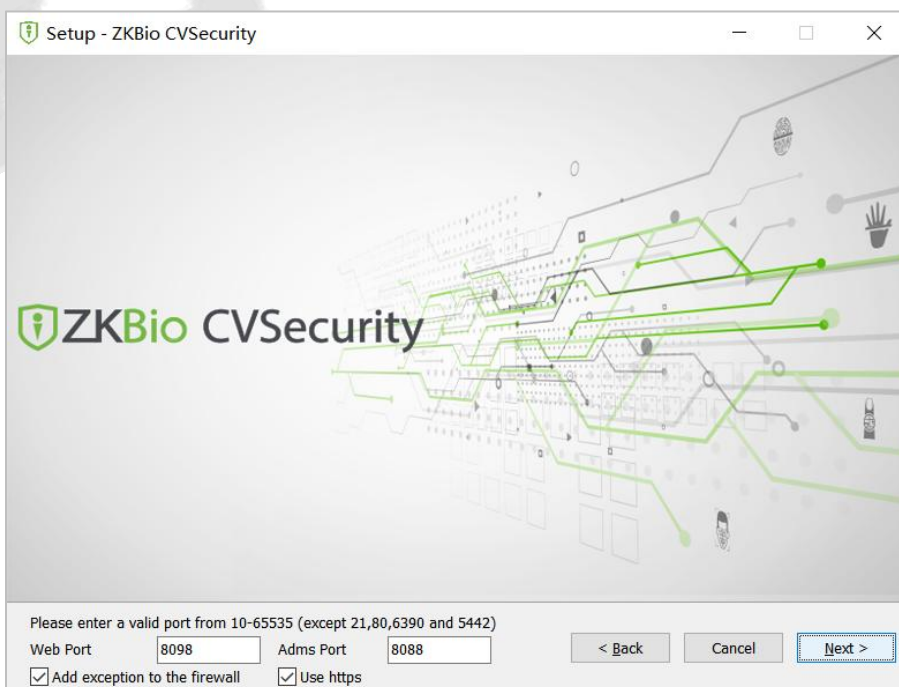 Setup - ZKBio CVSecurity
ZKBio CVSecurity
Please enter a valid port from 10-65535 (except 21,80,6390 and 5442)
Web Port 8098 Adms Port 8088 < Back Cancel Next >
Add exception to the firewall Use https